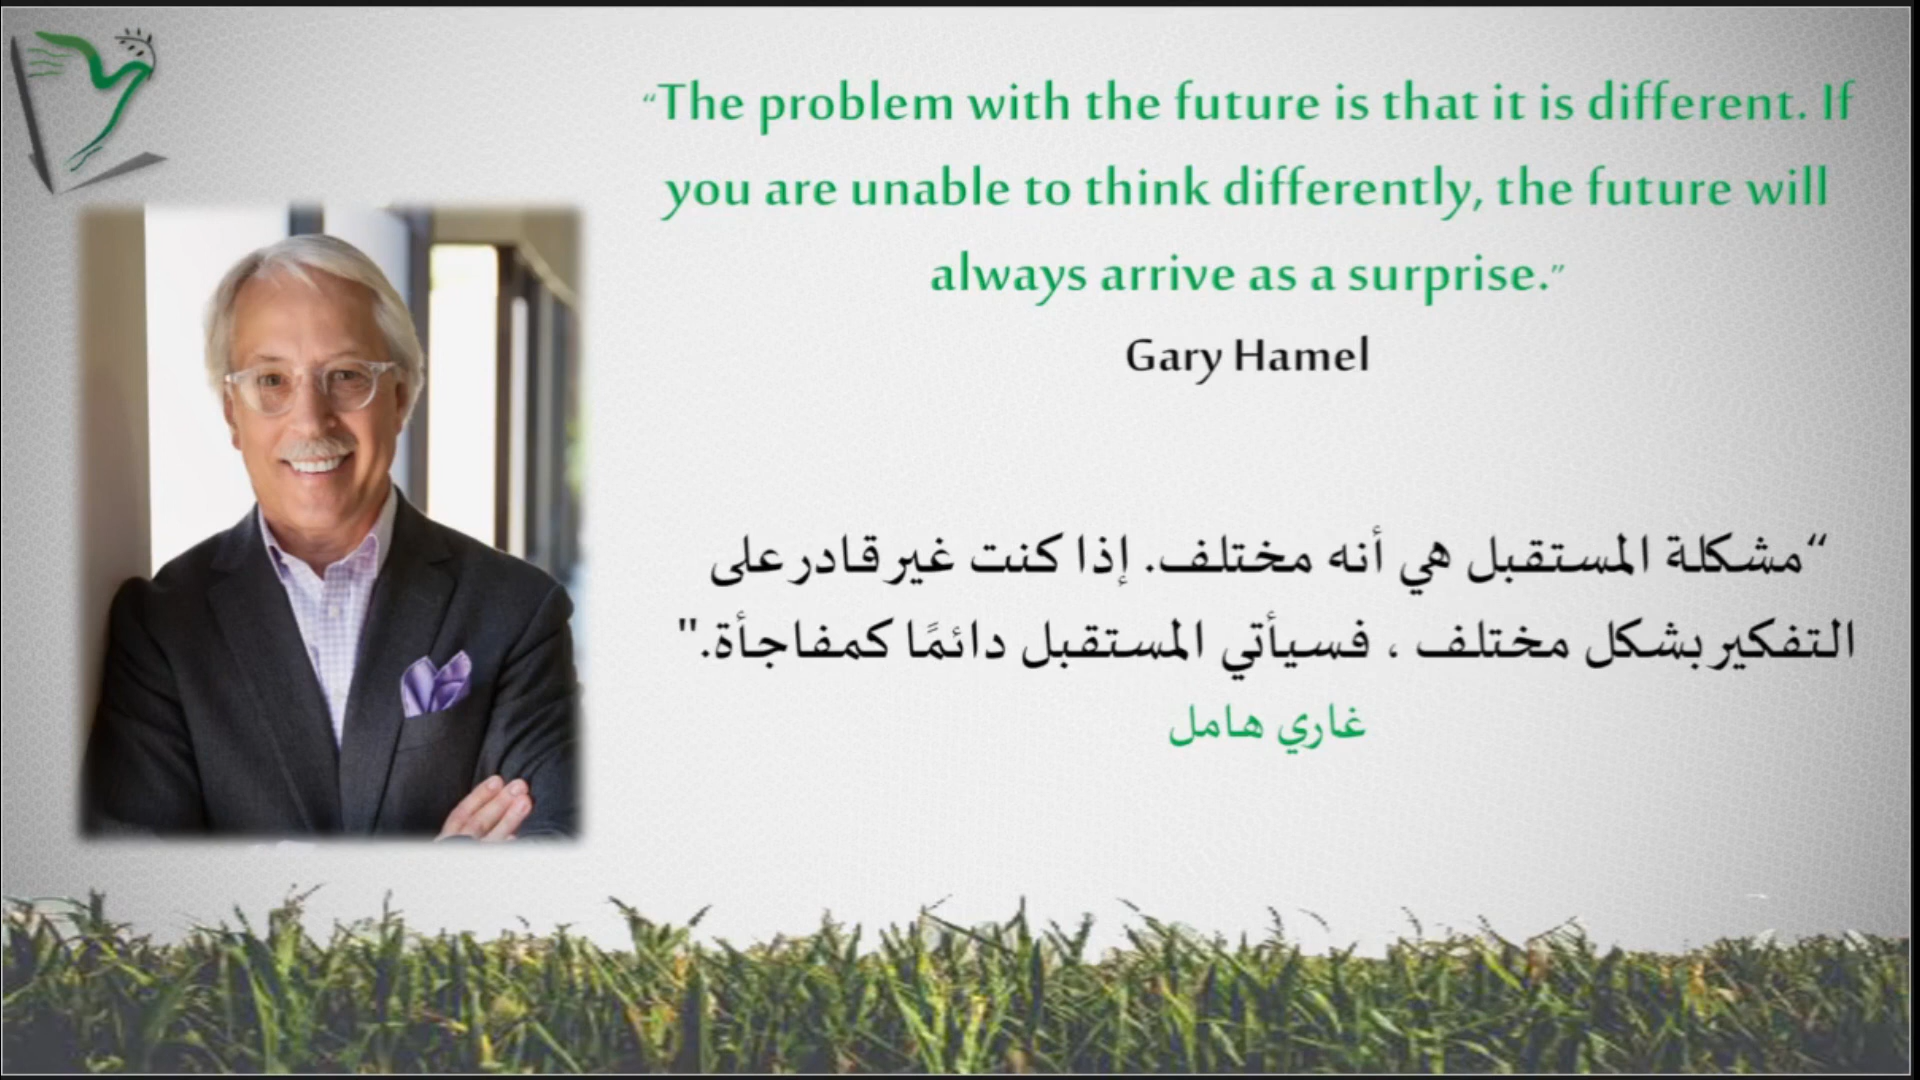 “The problem with the future is that it is different. If
you are unable to think differently, the future will
always arrive as a surprise.”
Gary Hamel
“مشكلة المستقبل هي أنه مختلف. إذا كنت غير قادر على
التفكير بشكل مختلف ، فسيأتي المستقبل دائمًا كمفاجأة."
غاري هامل